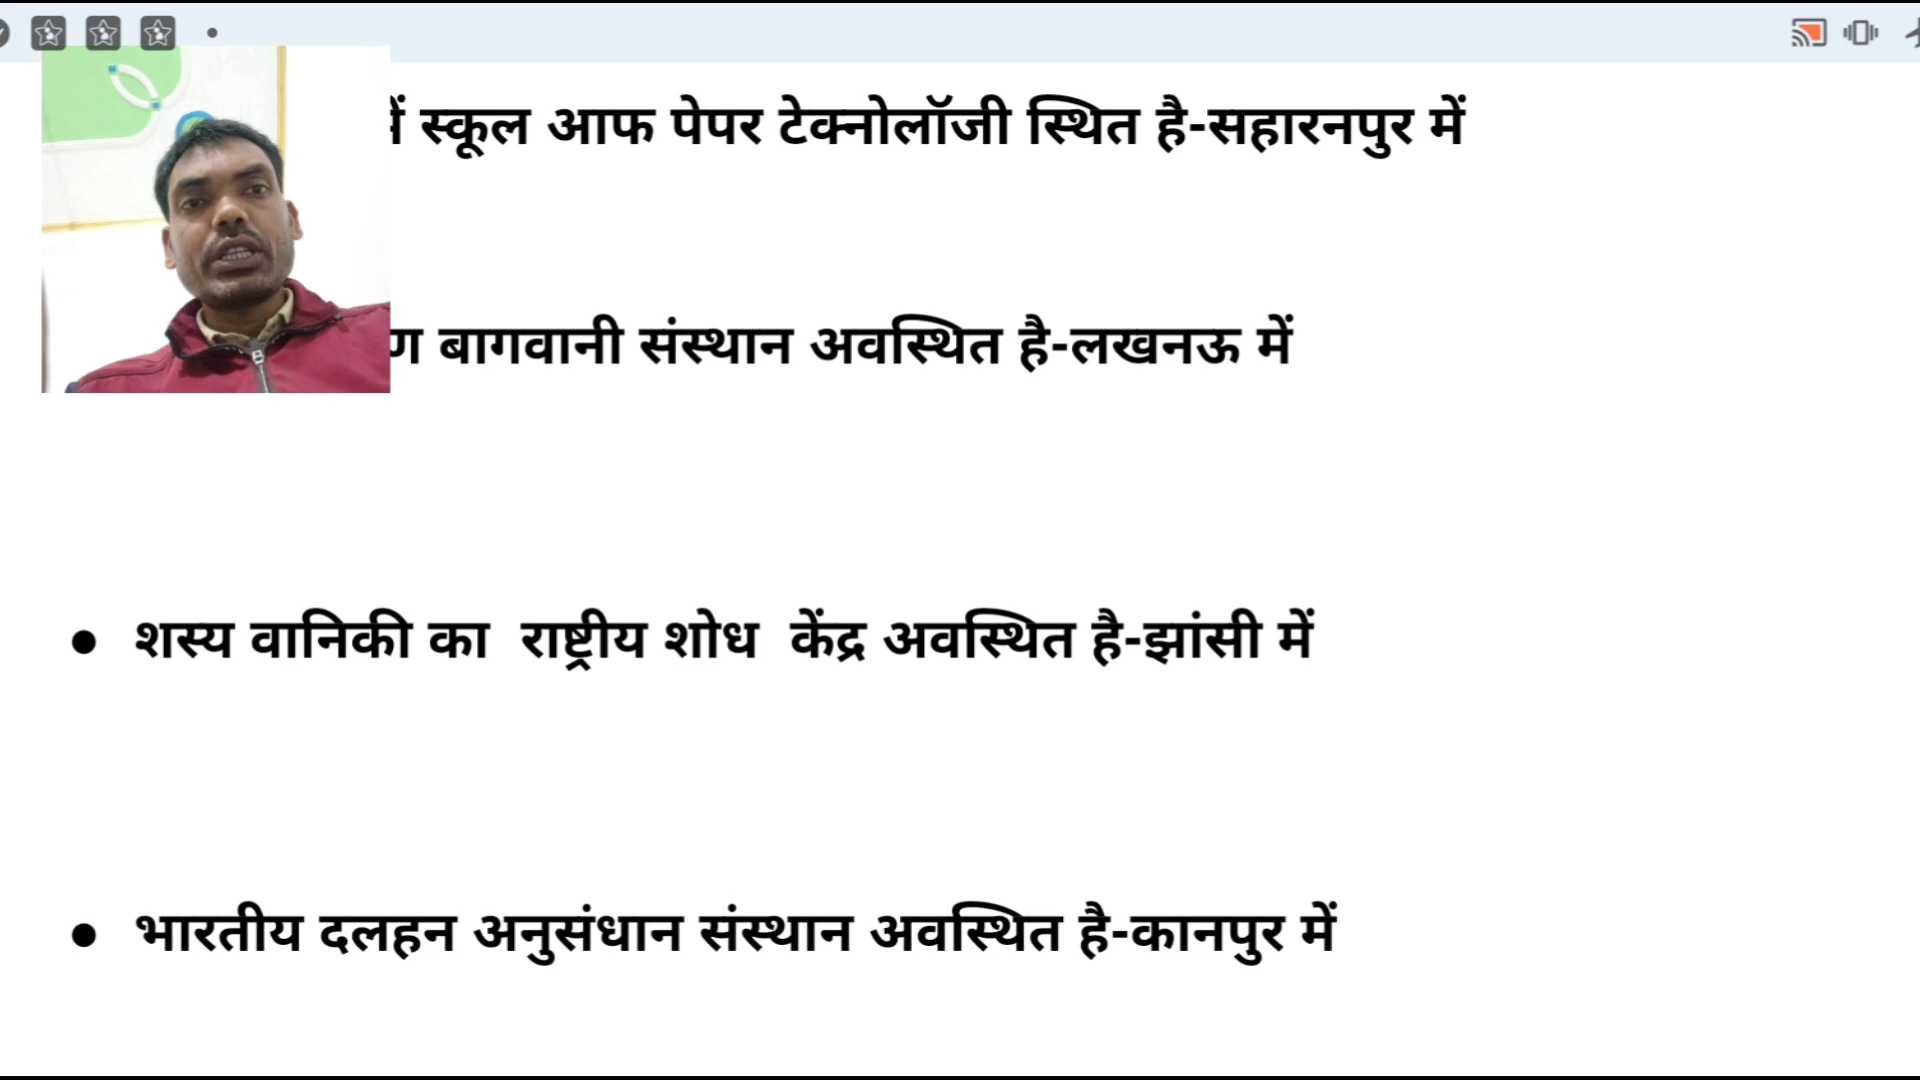 स्कूल आफ पेपर टेक्नोलॉजी स्थित है-सहारनपुर में
बागवानी संस्थान अवस्थित है-लखनऊ में
● शस्य वानिकी का राष्ट्रीय शोध केंद्र अवस्थित है-झांसी में
● भारतीय दलहन अनुसंधान संस्थान अवस्थित है-कानपुर में